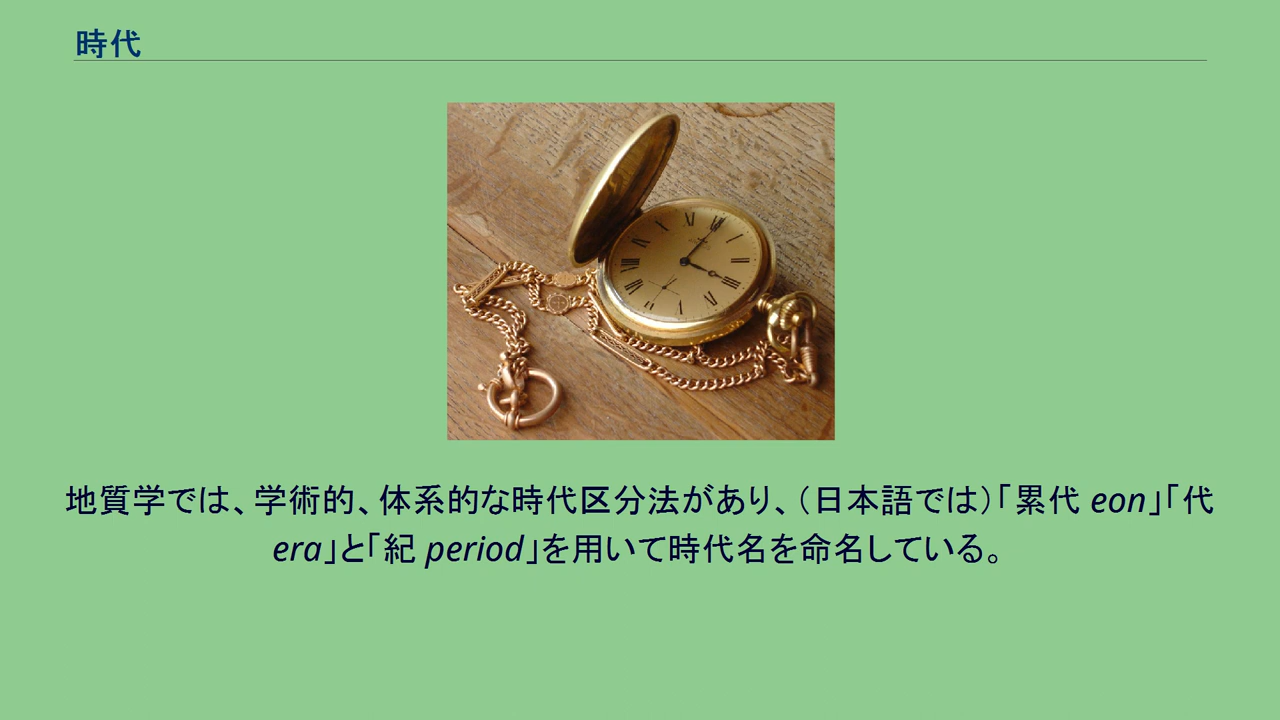 時代
地質学では、学術的、体系的な時代区分法があり、（日本語では）「累代 eon」「代
era」と「紀 period」を用いて時代名を命名している。